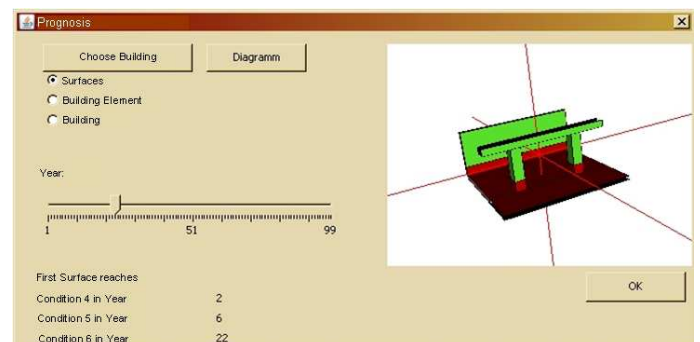 Prognosis
Choose Building
Diagramm
Surfaces
Building Element
Building
Year:
1 51 99
First Surface reaches
Condition 4 in Year 2
Condition 5 in Year 6
Condition 6 in Year 22
OK